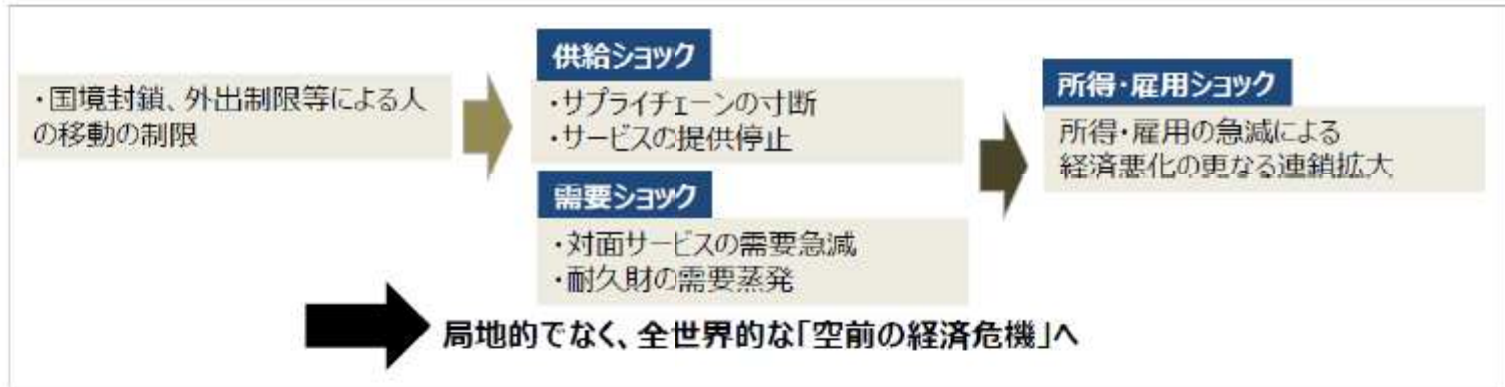 ・国境封鎖、外出制限等による人
の移動の制限
供給ショック
・サプライチェーンの寸断
・サービスの提供停止
需要ショック
・対面サービスの需要急減
・耐久財の需要蒸発
所得・雇用ショック
所得・雇用の急減による
経済悪化の更なる連鎖拡大
局地的でなく、全世界的な「空前の経済危機」へ